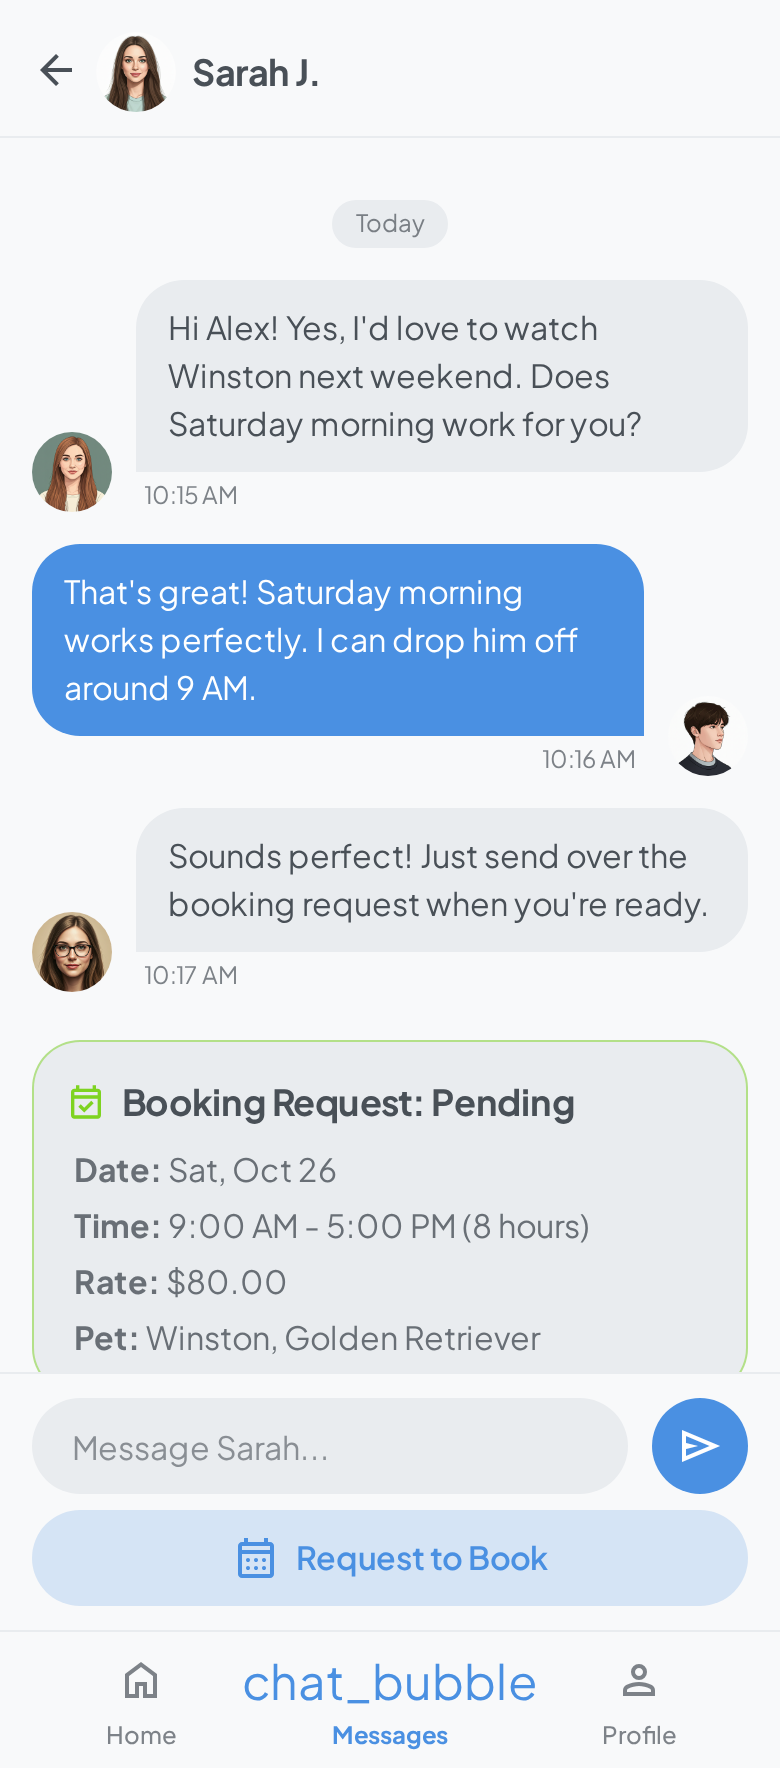 Sarah J.
Today
Hi Alex! Yes, I'd love to watch
Winston next weekend. Does
Saturday morning work for you?
10:15 AM
That's great! Saturday morning
works perfectly. I can drop him off
around 9 AM.
10:16 AM
Sounds perfect! Just send over the
booking request when you're ready.
10:17 AM
Booking Request: Pending
Date: Sat, Oct 26
Time: 9:00 AM - 5:00 PM (8 hours)
Rate: $80.00
Pet: Winston, Golden Retriever
Message Sarah...
Request to Book
chat_bubble
Home
Messages
Profile